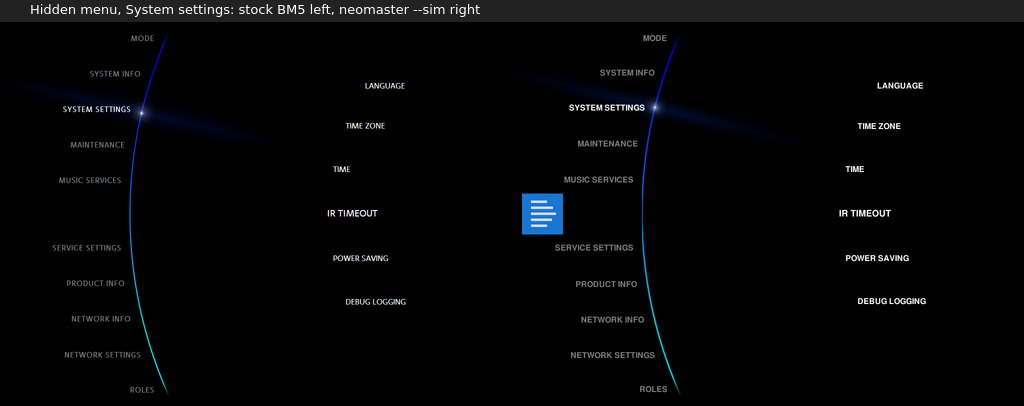 Hidden menu, System settings: stock BM5 left, neomaster --sim right
MODE
SYSTEM INFO
SYSTEM SETTINGS
MAINTENANCE
MUSIC SERVICES
SERVICE SETTINGS
PRODUCT INFO
NETWORK INFO
NETWORK SETTINGS
ROLES
LANGUAGE
TIME ZONE
TIME
IR TIMEOUT
POWER SAVING
DEBUG LOGGING
MODE
SYSTEM INFO
SYSTEM SETTINGS
MAINTENANCE
MUSIC SERVICES
SERVICE SETTINGS
PRODUCT INFO
NETWORK INFO
NETWORK SETTINGS
ROLES
LANGUAGE
TIME ZONE
TIME
IR TIMEOUT
POWER SAVING
DEBUG LOGGING